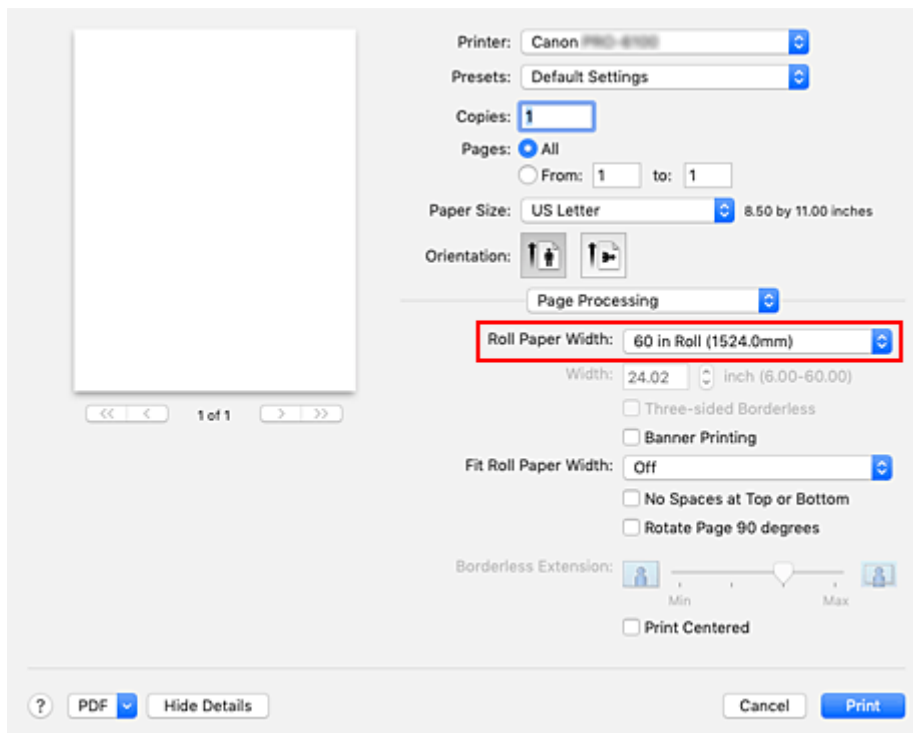 Printer: Canon
Presets: Default Settings
Copies: 1
Pages: All
From: 1 to: 1
Paper Size: US Letter 8.50 by 11.00 inches
Orientation:
Page Processing
Roll Paper Width: 60 in Roll (1524.0mm)
Width: 24.02 inch (6.00-60.00)
Three-sided Borderless
Banner Printing
Fit Roll Paper Width: Off
No Spaces at Top or Bottom
Rotate Page 90 degrees
Borderless Extension:
Min Max
Print Centered
<< < 1 of 1 > >>
? PDF Hide Details Cancel Print